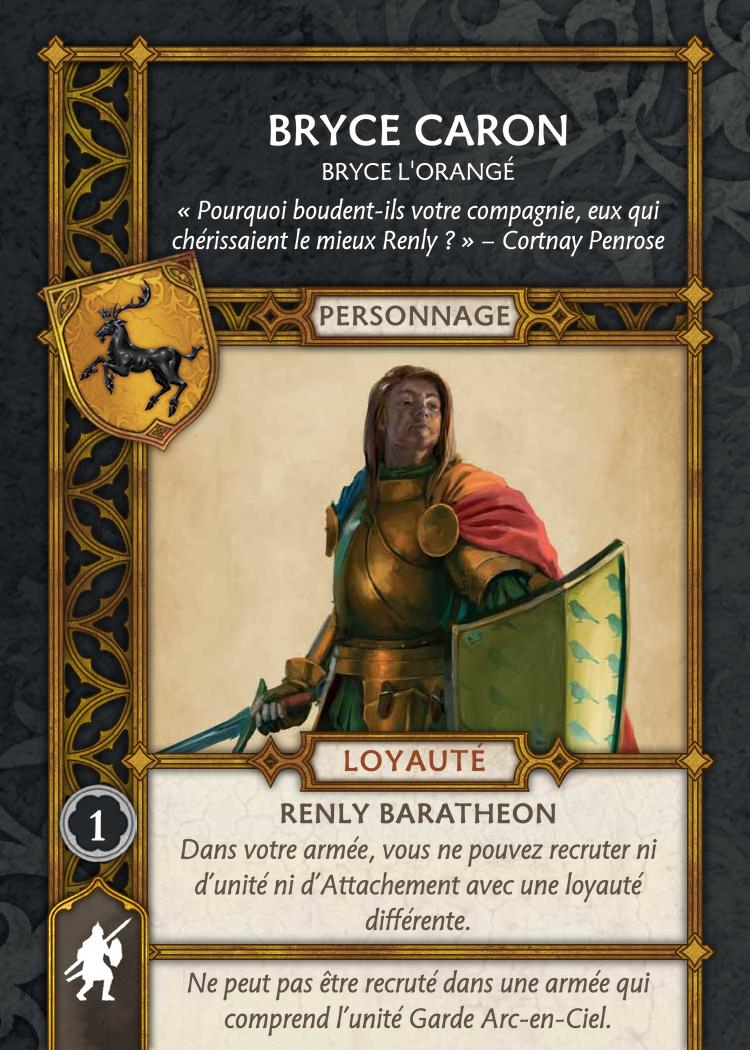 BRYCE CARON
BRYCE L'ORANGÉ
« Pourquoi boudent-ils votre compagnie, eux qui
chérissaient le mieux Renly ? » – Cortnay Penrose
PERSONNAGE
LOYAUTÉ
1
RENLY BARATHEON
Dans votre armée, vous ne pouvez recruter ni
d'unité ni d'Attachement avec une loyauté
différente.
Ne peut pas être recruté dans une armée qui
comprend l'unité Garde Arc-en-Ciel.